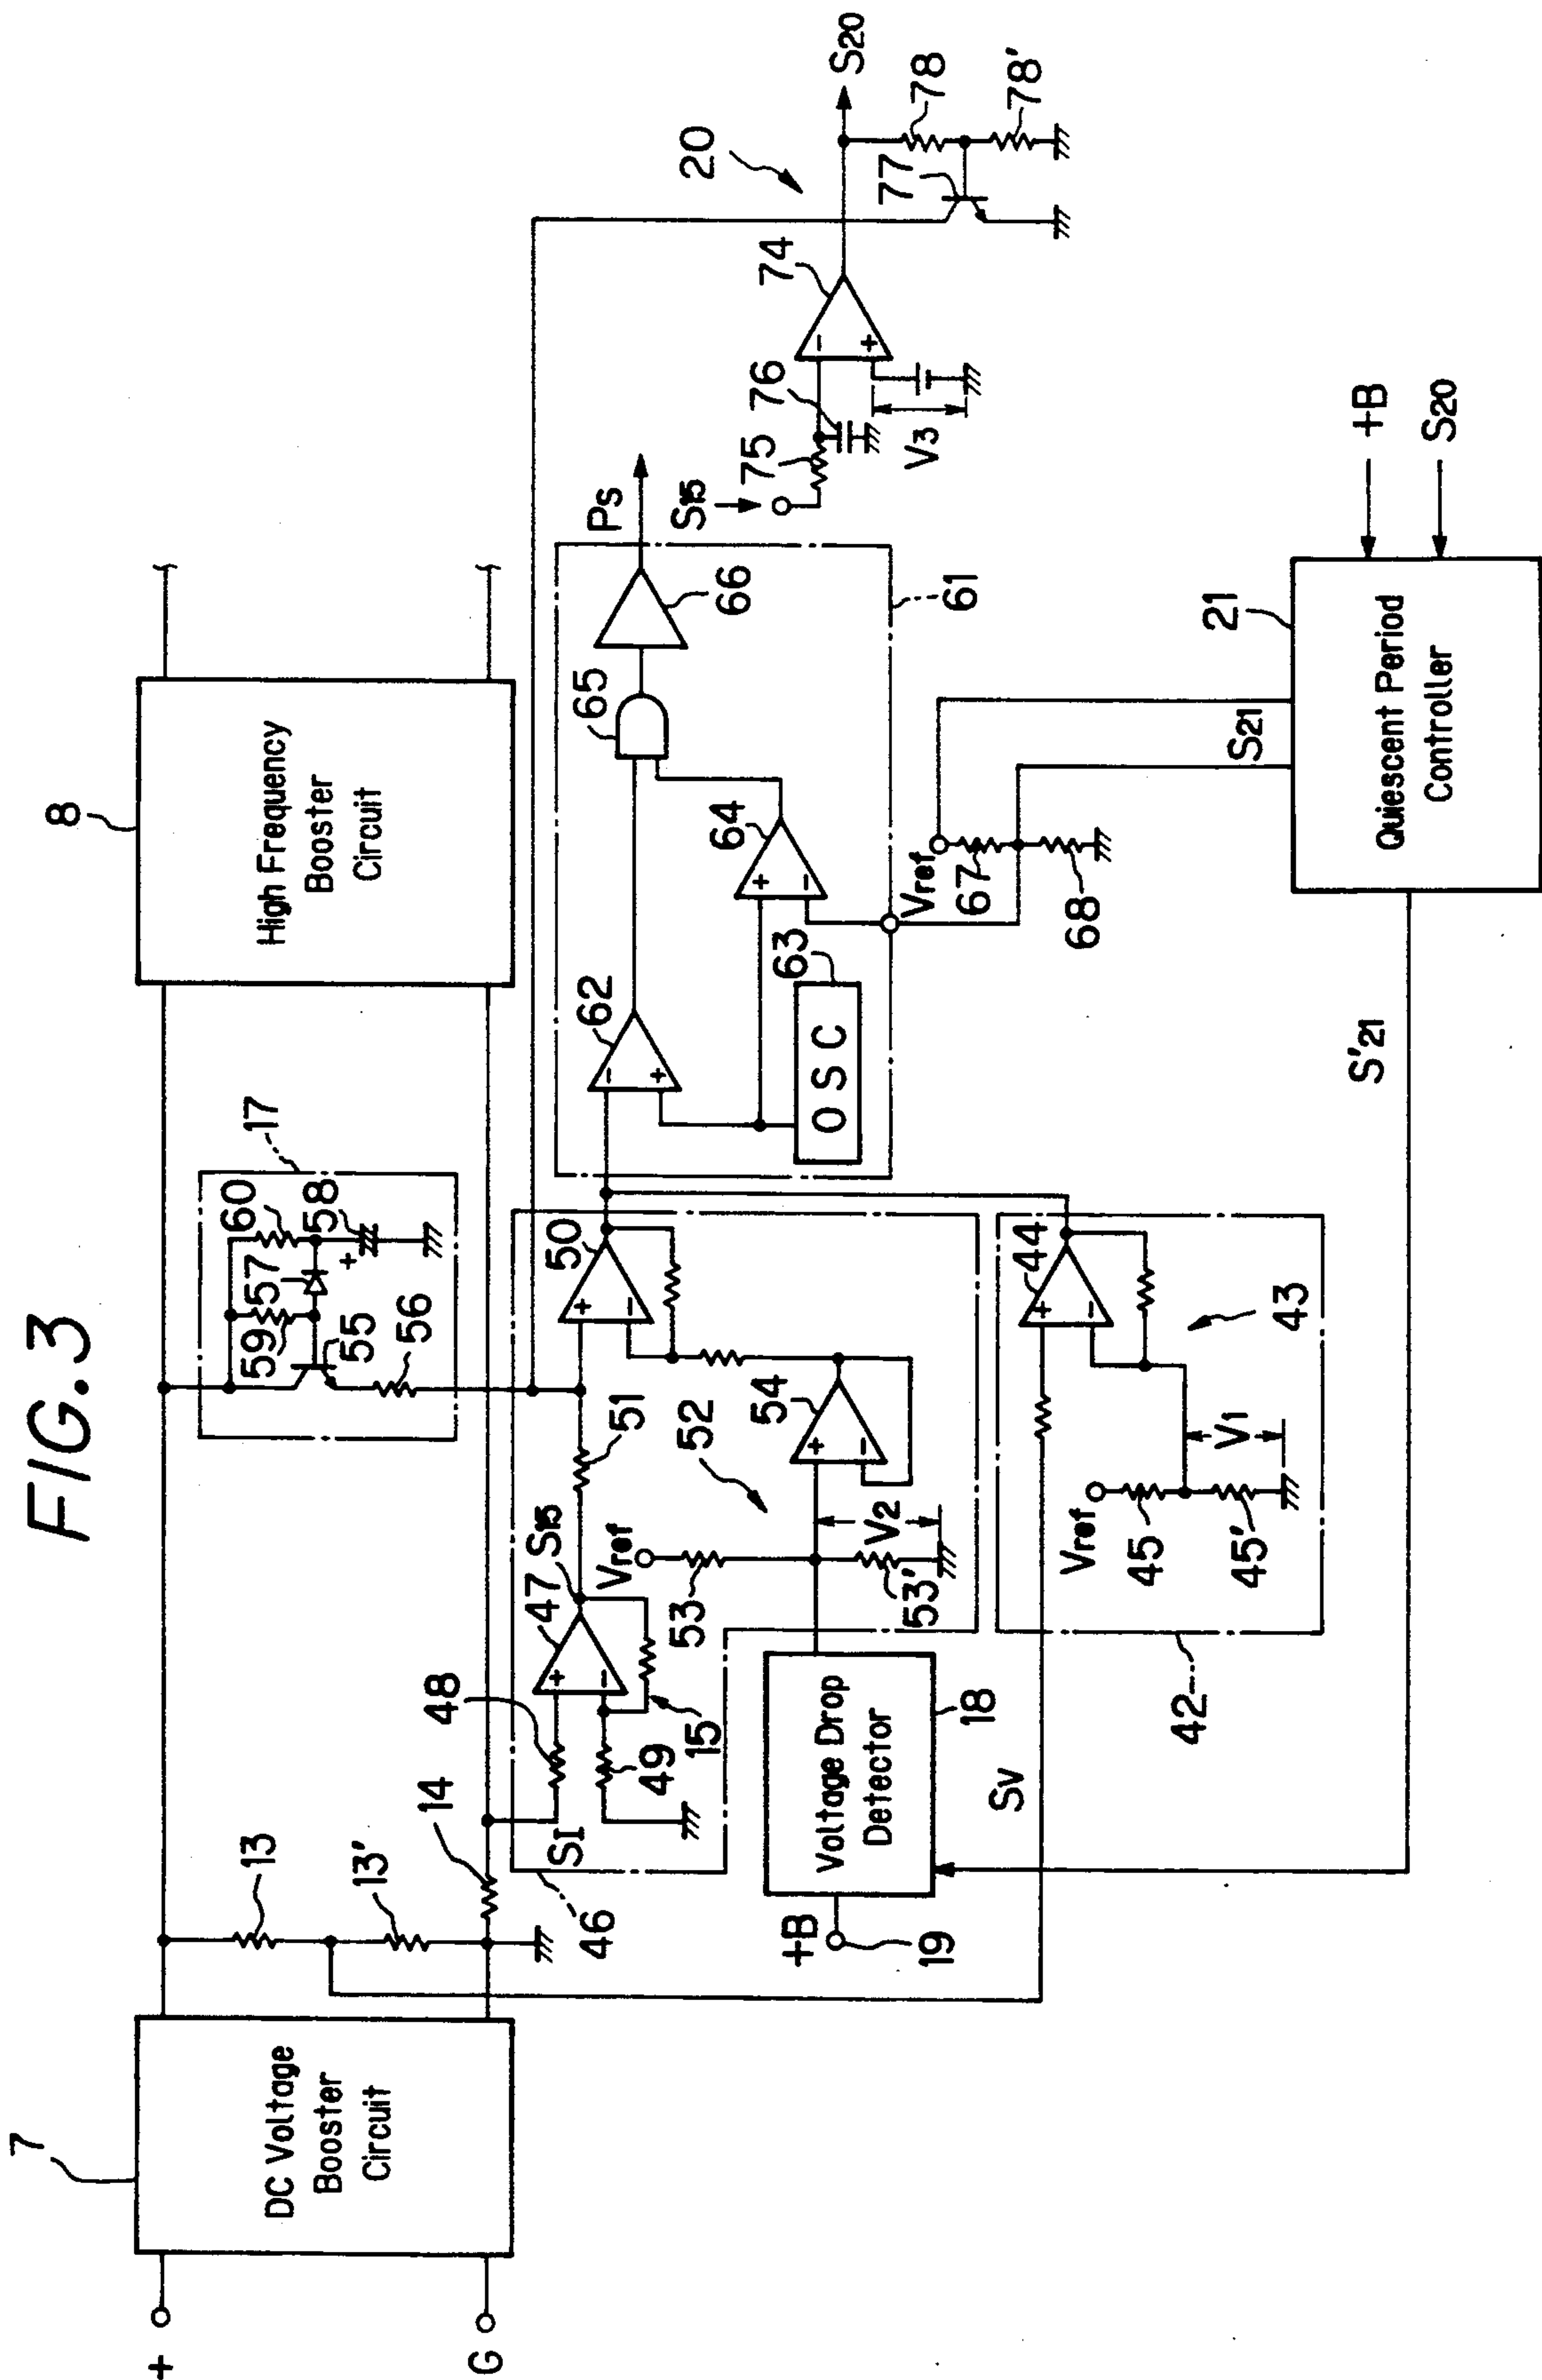 FIG. 3
7
DC Voltage
Booster
Circuit
+
G
13
13'
14
17
60
57
58
+
59
55
56
8
High Frequency
Booster
Circuit
46
SI
48
49
15
47
+
−
S15
51
50
+
−
Vref
53
53'
V2
52
54
+
−
+B
19
Voltage Drop
Detector
18
SV
42
Vref
45
45'
V1
43
44
+
−
62
−
+
OSC
63
64
+
−
65
66
Ps
61
Vref
67
68
S21
S'21
21
Quiescent Period
Controller
+B
S20
S15
75
76
V3
74
−
+
20
77
78
78'
S20